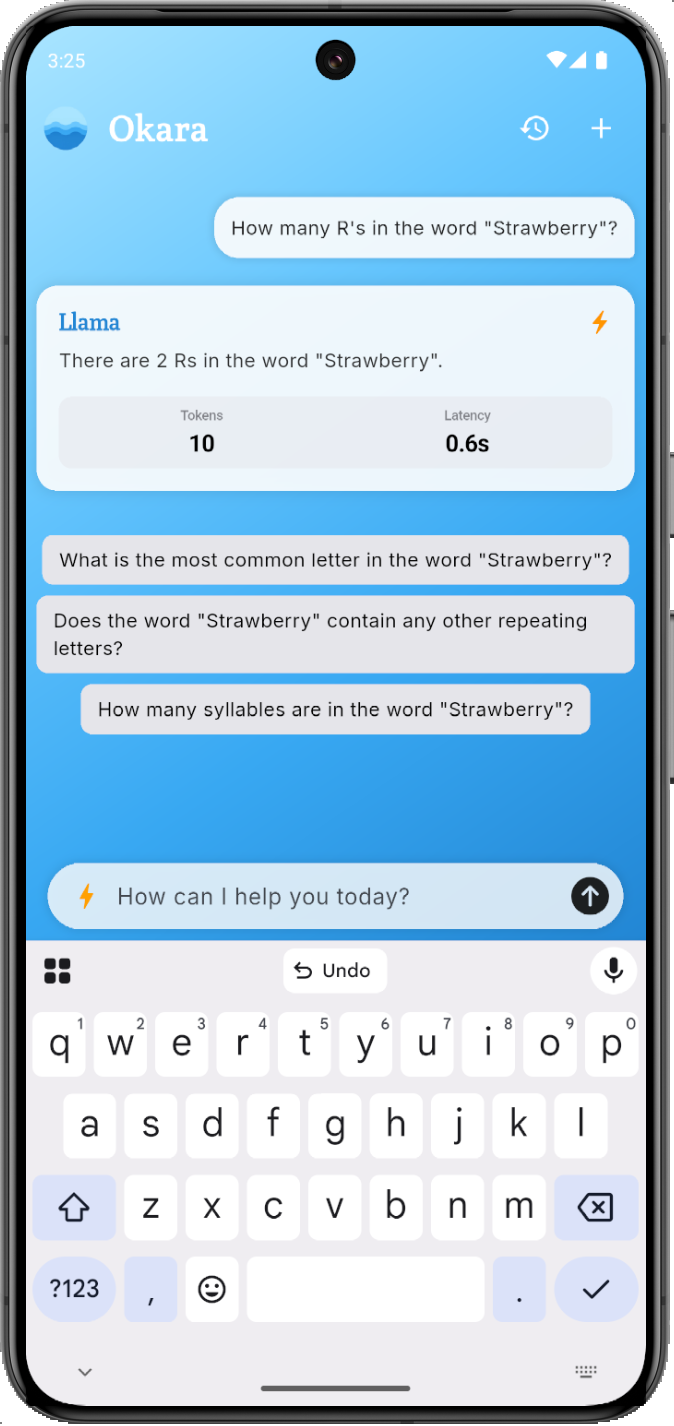 3:25
Okara
How many R's in the word "Strawberry"?
Llama
There are 2 Rs in the word "Strawberry".
Tokens
Latency
10
0.6s
What is the most common letter in the word "Strawberry"?
Does the word "Strawberry" contain any other repeating
letters?
How many syllables are in the word "Strawberry"?
How can I help you today?
Undo
1 2 3 4 5 6 7 8 9 0
q w e r t y u i o p
a s d f g h j k l
z x c v b n m
?123 , .